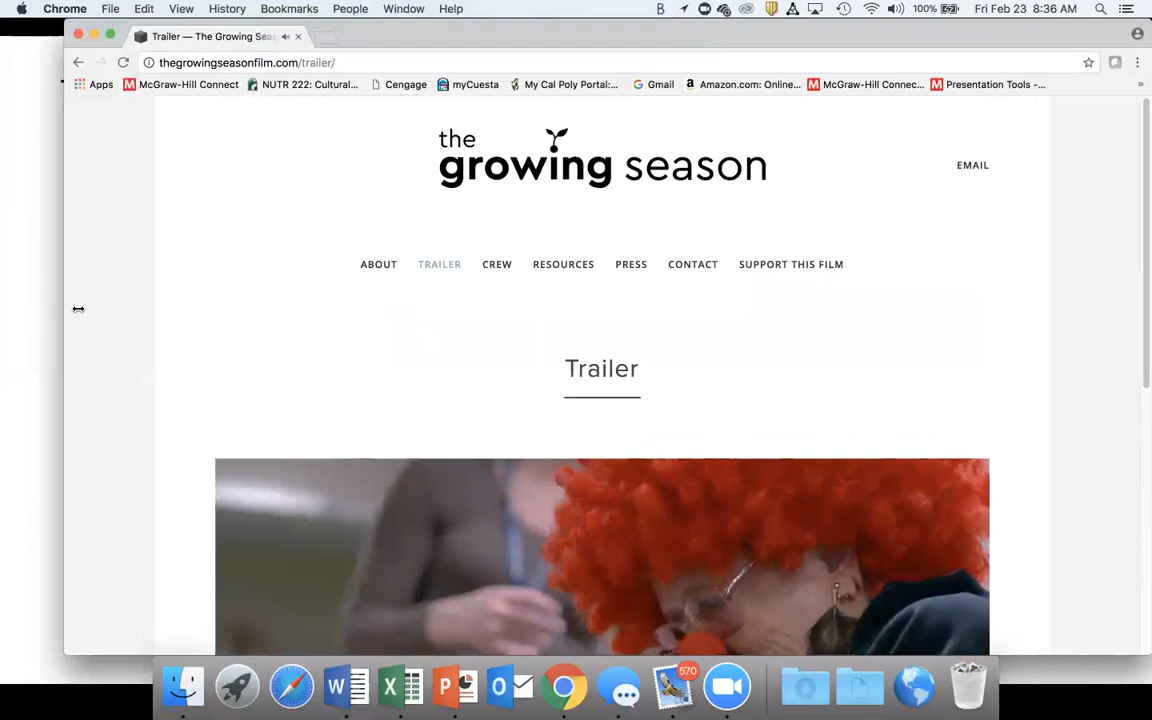 Chrome File Edit View History Bookmarks People Window Help 100% Fri Feb 23 8:36 AM
Trailer — The Growing Seas
thegrowingseasonfilm.com/trailer/
Apps McGraw-Hill Connect NUTR 222: Cultural... Cengage myCuesta My Cal Poly Portal:... Gmail Amazon.com: Online... McGraw-Hill Connec... Presentation Tools -... »
the
growing season
EMAIL
ABOUT TRAILER CREW RESOURCES PRESS CONTACT SUPPORT THIS FILM
Trailer
570